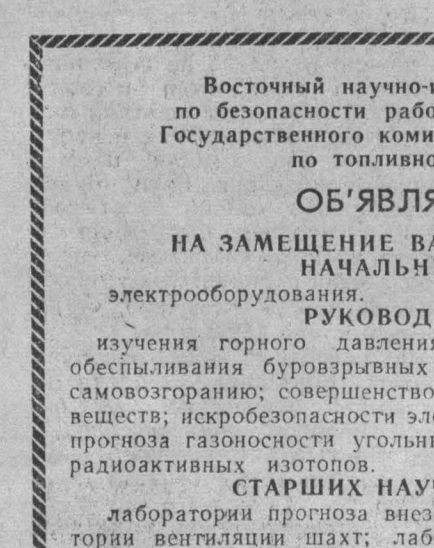 Восточный научно-
по безопасности рабо
Государственного коми
по топливно
ОБ'ЯВЛЯ
НА ЗАМЕЩЕНИЕ ВА
НАЧАЛЬН
электрооборудования.
РУКОВОД
изучения горного давления
обеспыливания буровзрывных
самовозгоранию; совершенство
веществ; искробезопасности эле
прогноза газоносности угольн
радиоактивных изотопов.
СТАРШИХ НАУ
лаборатории прогноза внез
тории вентиляции шахт; лаб